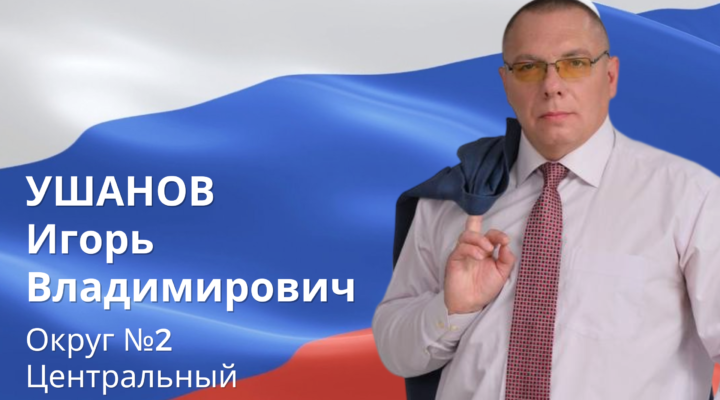 УШАНОВ
Игорь
Владимирович
Округ №2
Центральный